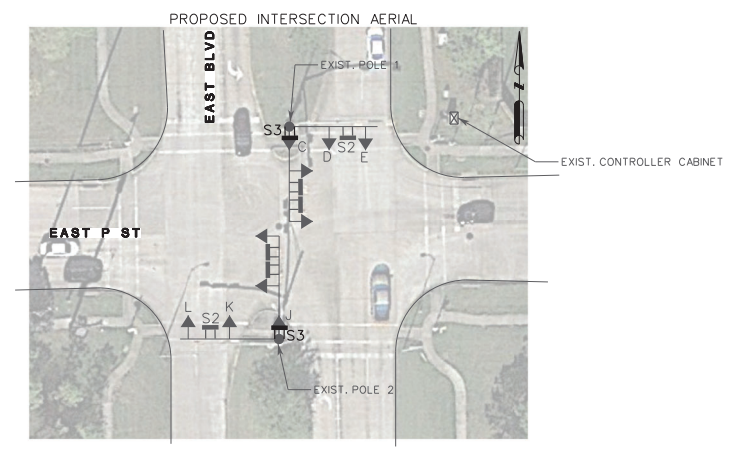 PROPOSED INTERSECTION AERIAL
EAST BLVD
EXIST. POLE 1
N
S3
C
D
S2
E
EXIST. CONTROLLER CABINET
EAST P ST
L
S2
K
J
S3
EXIST. POLE 2